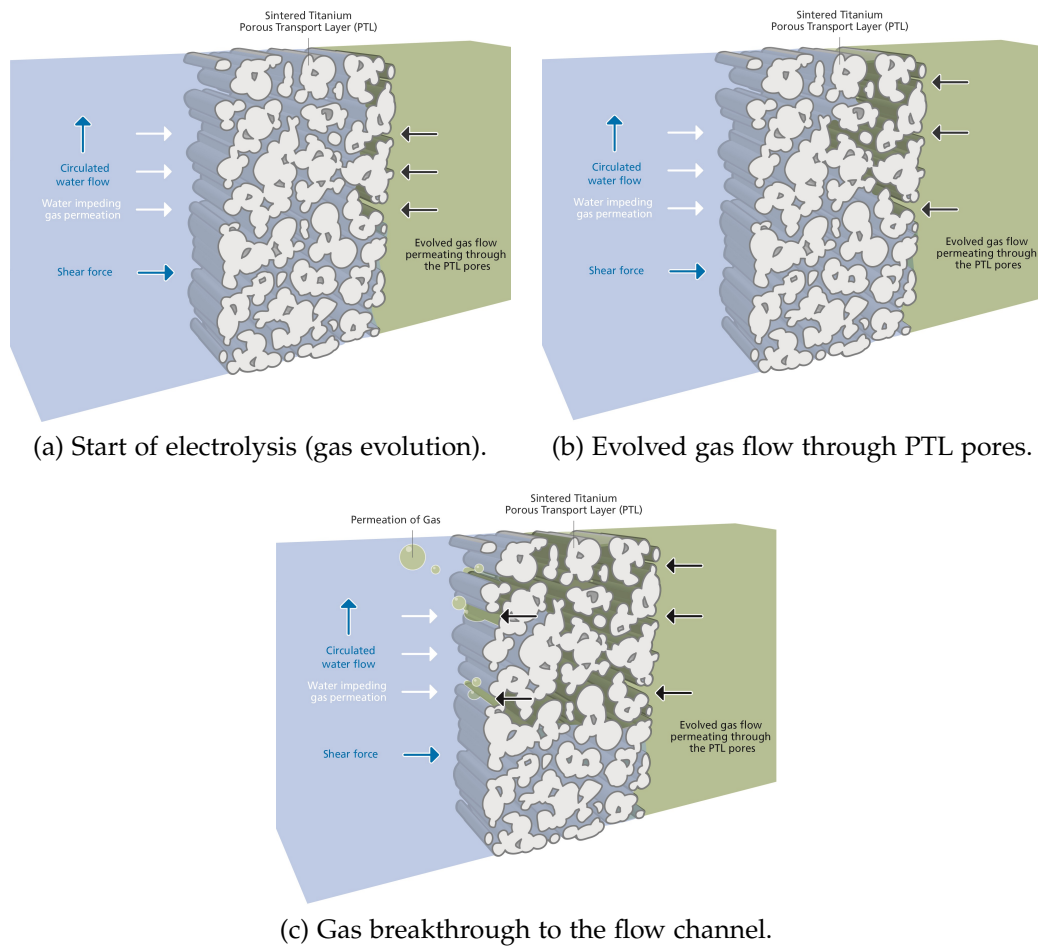 Sintered Titanium
Porous Transport Layer (PTL)
Circulated
water flow
Water impeding
gas permeation
Shear force
Evolved gas flow
permeating through
the PTL pores
(a) Start of electrolysis (gas evolution).
Sintered Titanium
Porous Transport Layer (PTL)
Circulated
water flow
Water impeding
gas permeation
Shear force
Evolved gas flow
permeating through
the PTL pores
(b) Evolved gas flow through PTL pores.
Sintered Titanium
Porous Transport Layer (PTL)
Permeation of Gas
Circulated
water flow
Water impeding
gas permeation
Shear force
Evolved gas flow
permeating through
the PTL pores
(c) Gas breakthrough to the flow channel.